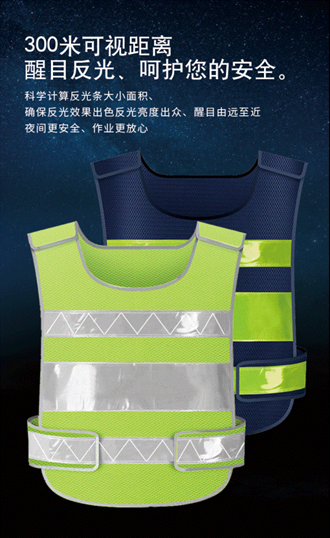 300米可视距离
醒目反光、呵护您的安全。
科学计算反光条大小面积、
确保反光效果出色反光亮度出众、醒目由远至近
夜间更安全、作业更放心